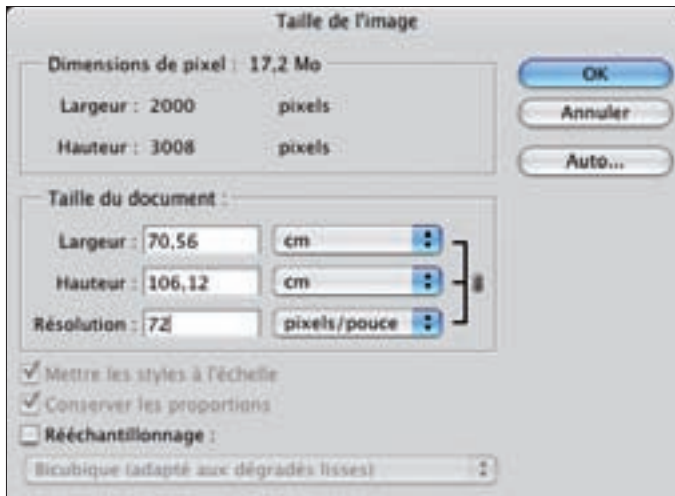 Taille de l'image
Dimensions de pixel : 17,2 Mo
Largeur : 2000 pixels
Hauteur : 3008 pixels
OK
Annuler
Auto...
Taille du document :
Largeur : 70,56 cm
Hauteur : 106,12 cm
Résolution : 72 pixels/pouce
Mettre les styles à l'échelle
Conserver les proportions
Rééchantillonnage :
Bicubique (adapté aux dégradés lisses)